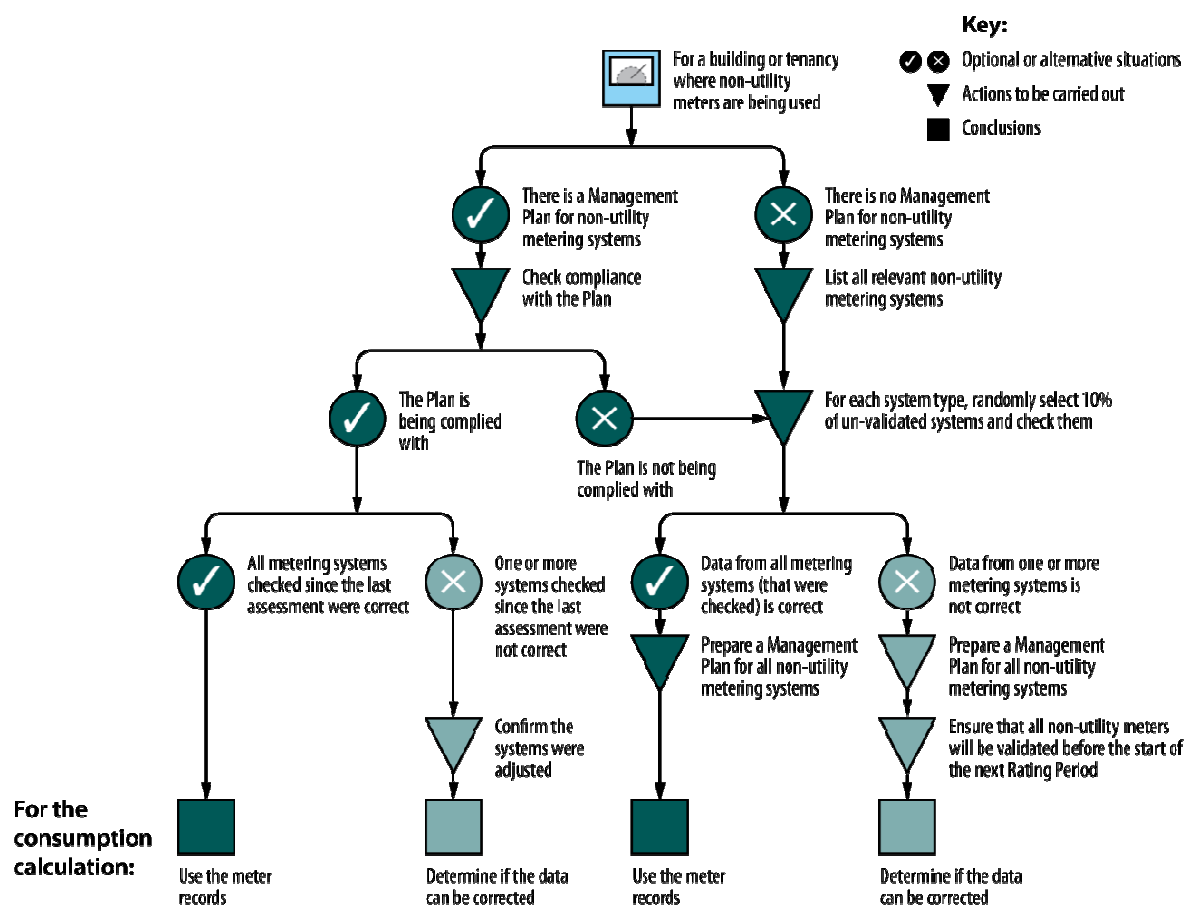 Key:
Optional or alternative situations
Actions to be carried out
Conclusions
For a building or tenancy
where non-utility
meters are being used
There is a Management
Plan for non-utility
metering systems
There is no Management
Plan for non-utility
metering systems
Check compliance
with the Plan
List all relevant non-utility
metering systems
The Plan is
being complied
with
The Plan is not being
complied with
For each system type, randomly select 10%
of un-validated systems and check them
All metering systems
checked since the last
assessment were correct
One or more
systems checked
since the last
assessment were
not correct
Data from all metering
systems (that were
checked) is correct
Data from one or more
metering systems is
not correct
Prepare a Management
Plan for all non-utility
metering systems
Prepare a Management
Plan for all non-utility
metering systems
Confirm the
systems were
adjusted
Ensure that all non-utility meters
will be validated before the start of
the next Rating Period
For the
consumption
calculation:
Use the meter
records
Determine if the data
can be corrected
Use the meter
records
Determine if the data
can be corrected